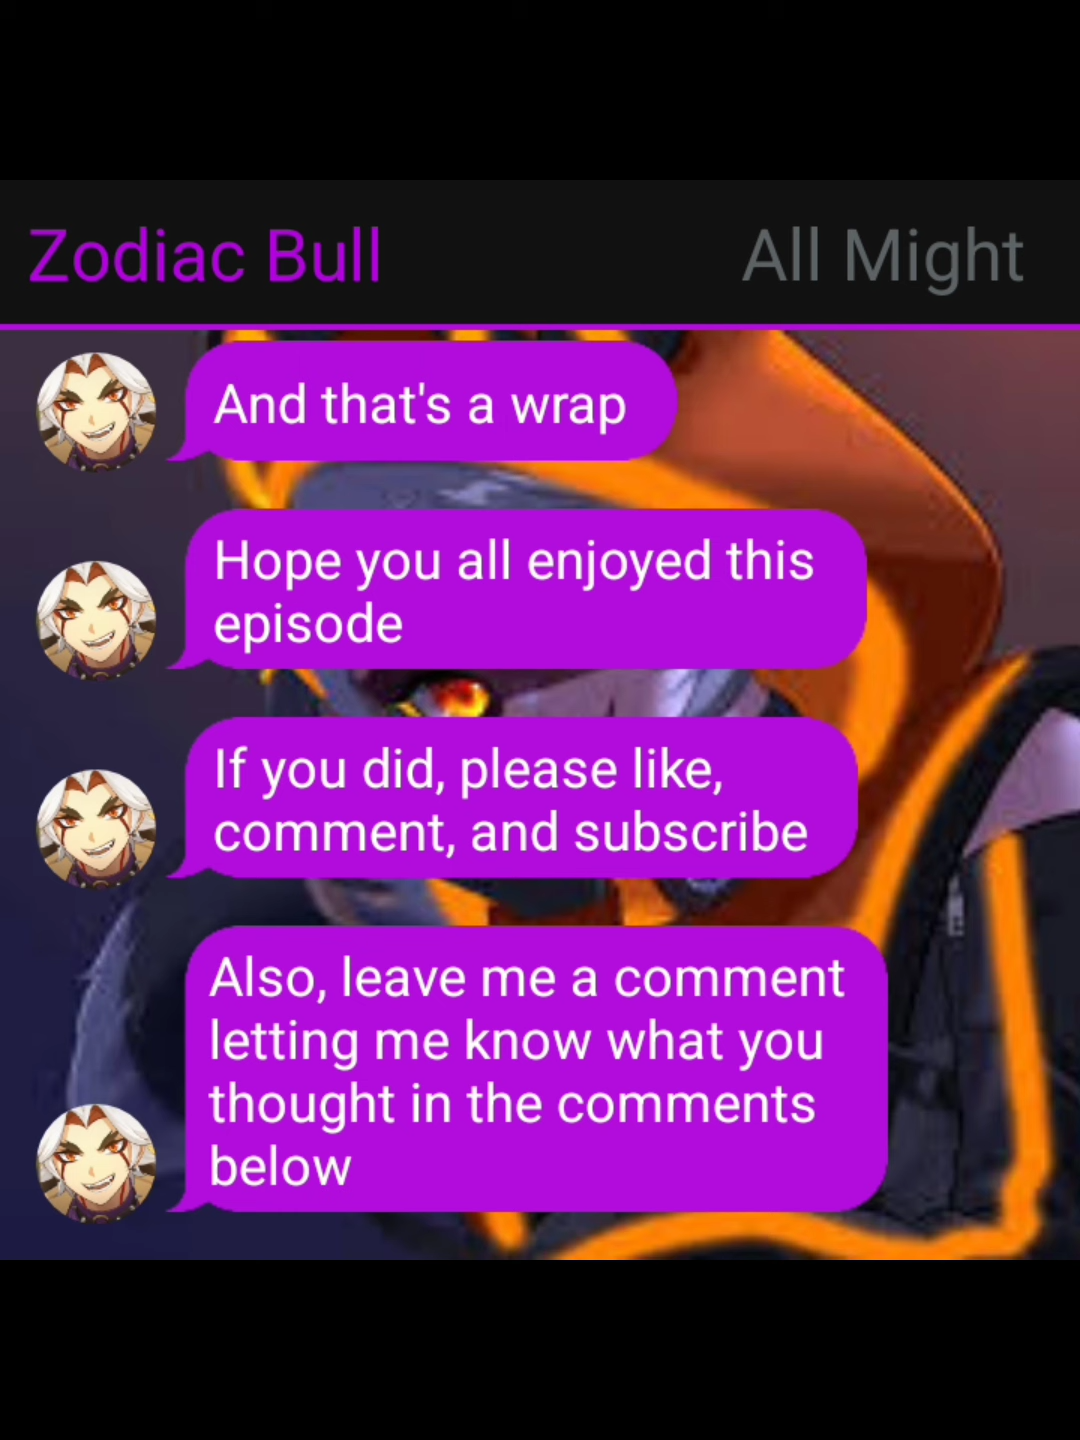 Zodiac Bull All Might
And that's a wrap
Hope you all enjoyed this
episode
If you did, please like,
comment, and subscribe
Also, leave me a comment
letting me know what you
thought in the comments
below